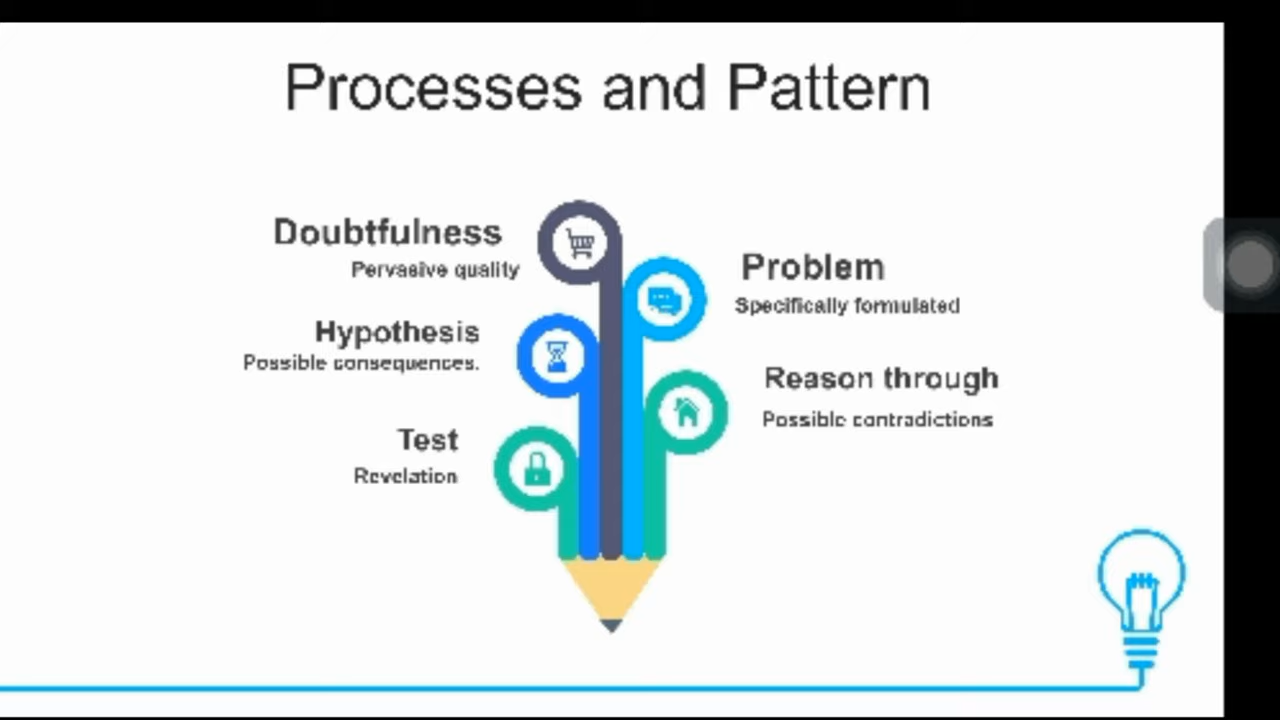 Processes and Pattern
Doubtfulness
Pervasive quality
Problem
Specifically formulated
Hypothesis
Possible consequences.
Reason through
Possible contradictions
Test
Revelation